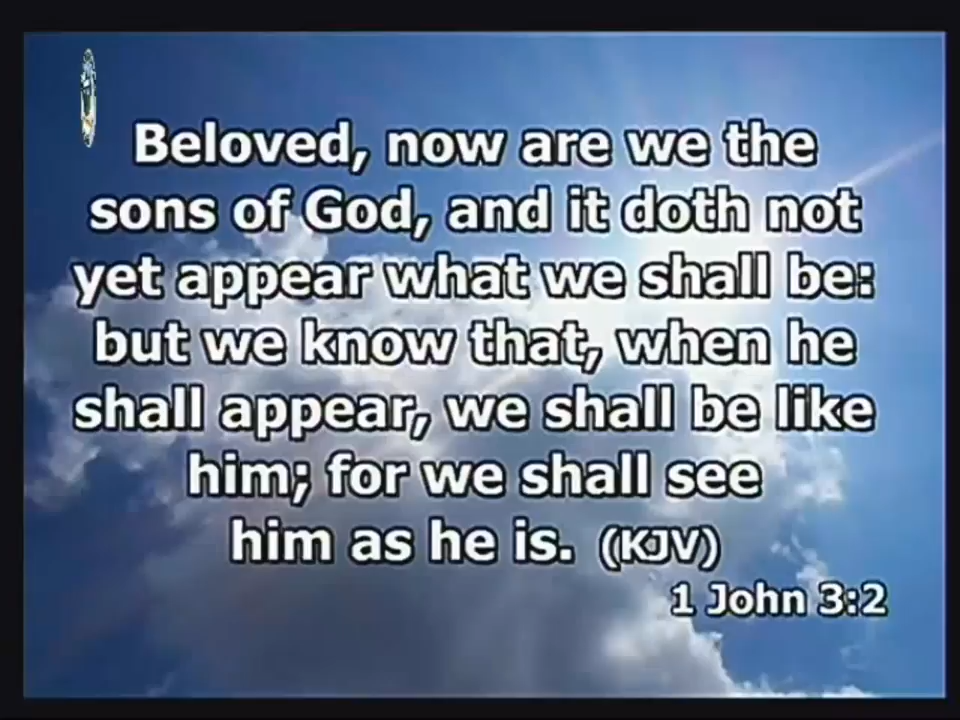 Beloved, now are we the
sons of God, and it doth not
yet appear what we shall be:
but we know that, when he
shall appear, we shall be like
him; for we shall see
him as he is. (KJV)
1 John 3:2